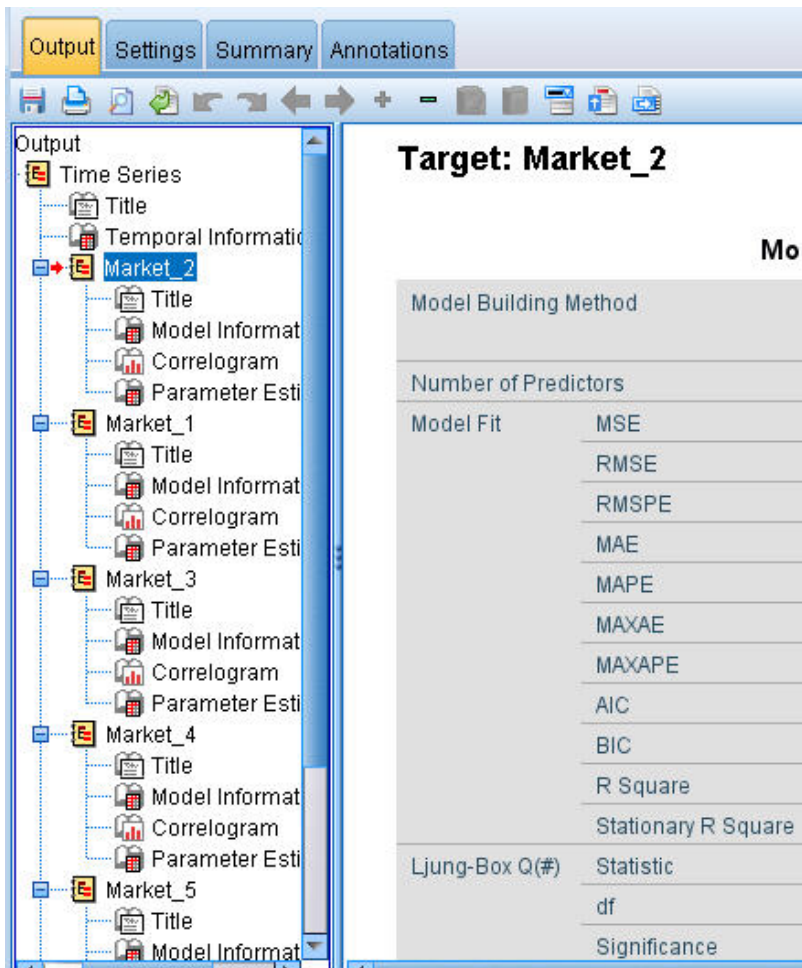 Output Settings Summary Annotations
Output
Time Series
Title
Temporal Informatic
Market_2
Title
Model Informat
Correlogram
Parameter Esti
Market_1
Title
Model Informat
Correlogram
Parameter Esti
Market_3
Title
Model Informat
Correlogram
Parameter Esti
Market_4
Title
Model Informat
Correlogram
Parameter Esti
Market_5
Title
Model Informat
Target: Market_2
Mo
Model Building Method
Number of Predictors
Model Fit MSE
RMSE
RMSPE
MAE
MAPE
MAXAE
MAXAPE
AIC
BIC
R Square
Stationary R Square
Ljung-Box Q(#) Statistic
df
Significance